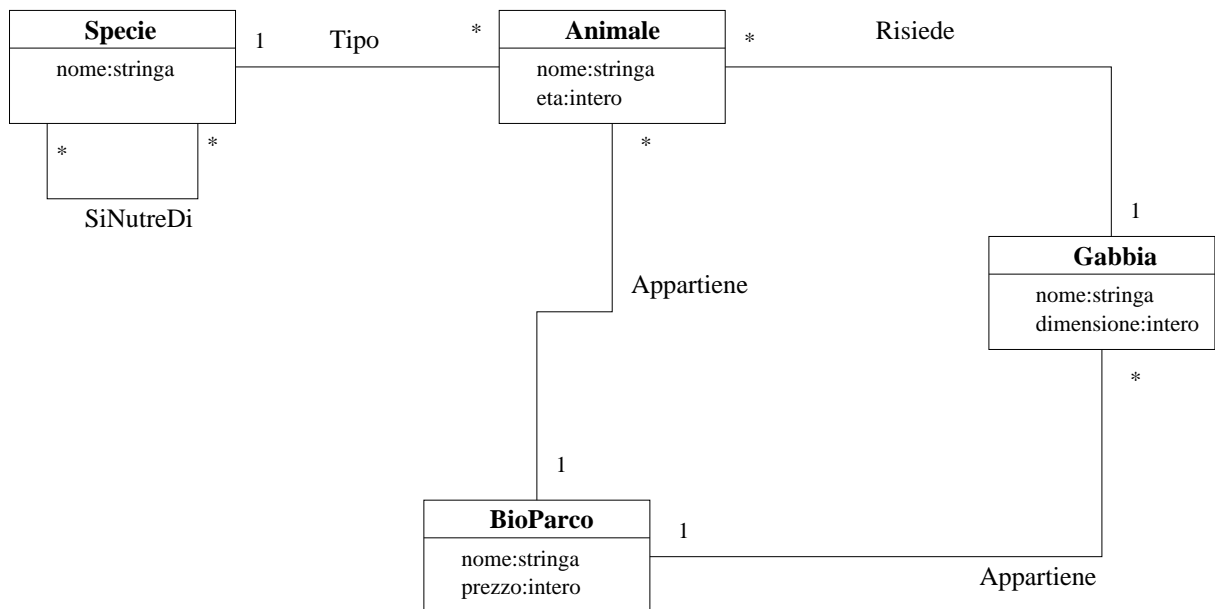 Specie
nome:stringa
1
Tipo
*
Animale
nome:stringa
eta:intero
*
Risiede
*
*
SiNutreDi
*
1
Gabbia
nome:stringa
dimensione:intero
Appartiene
*
1
BioParco
nome:stringa
prezzo:intero
1
Appartiene